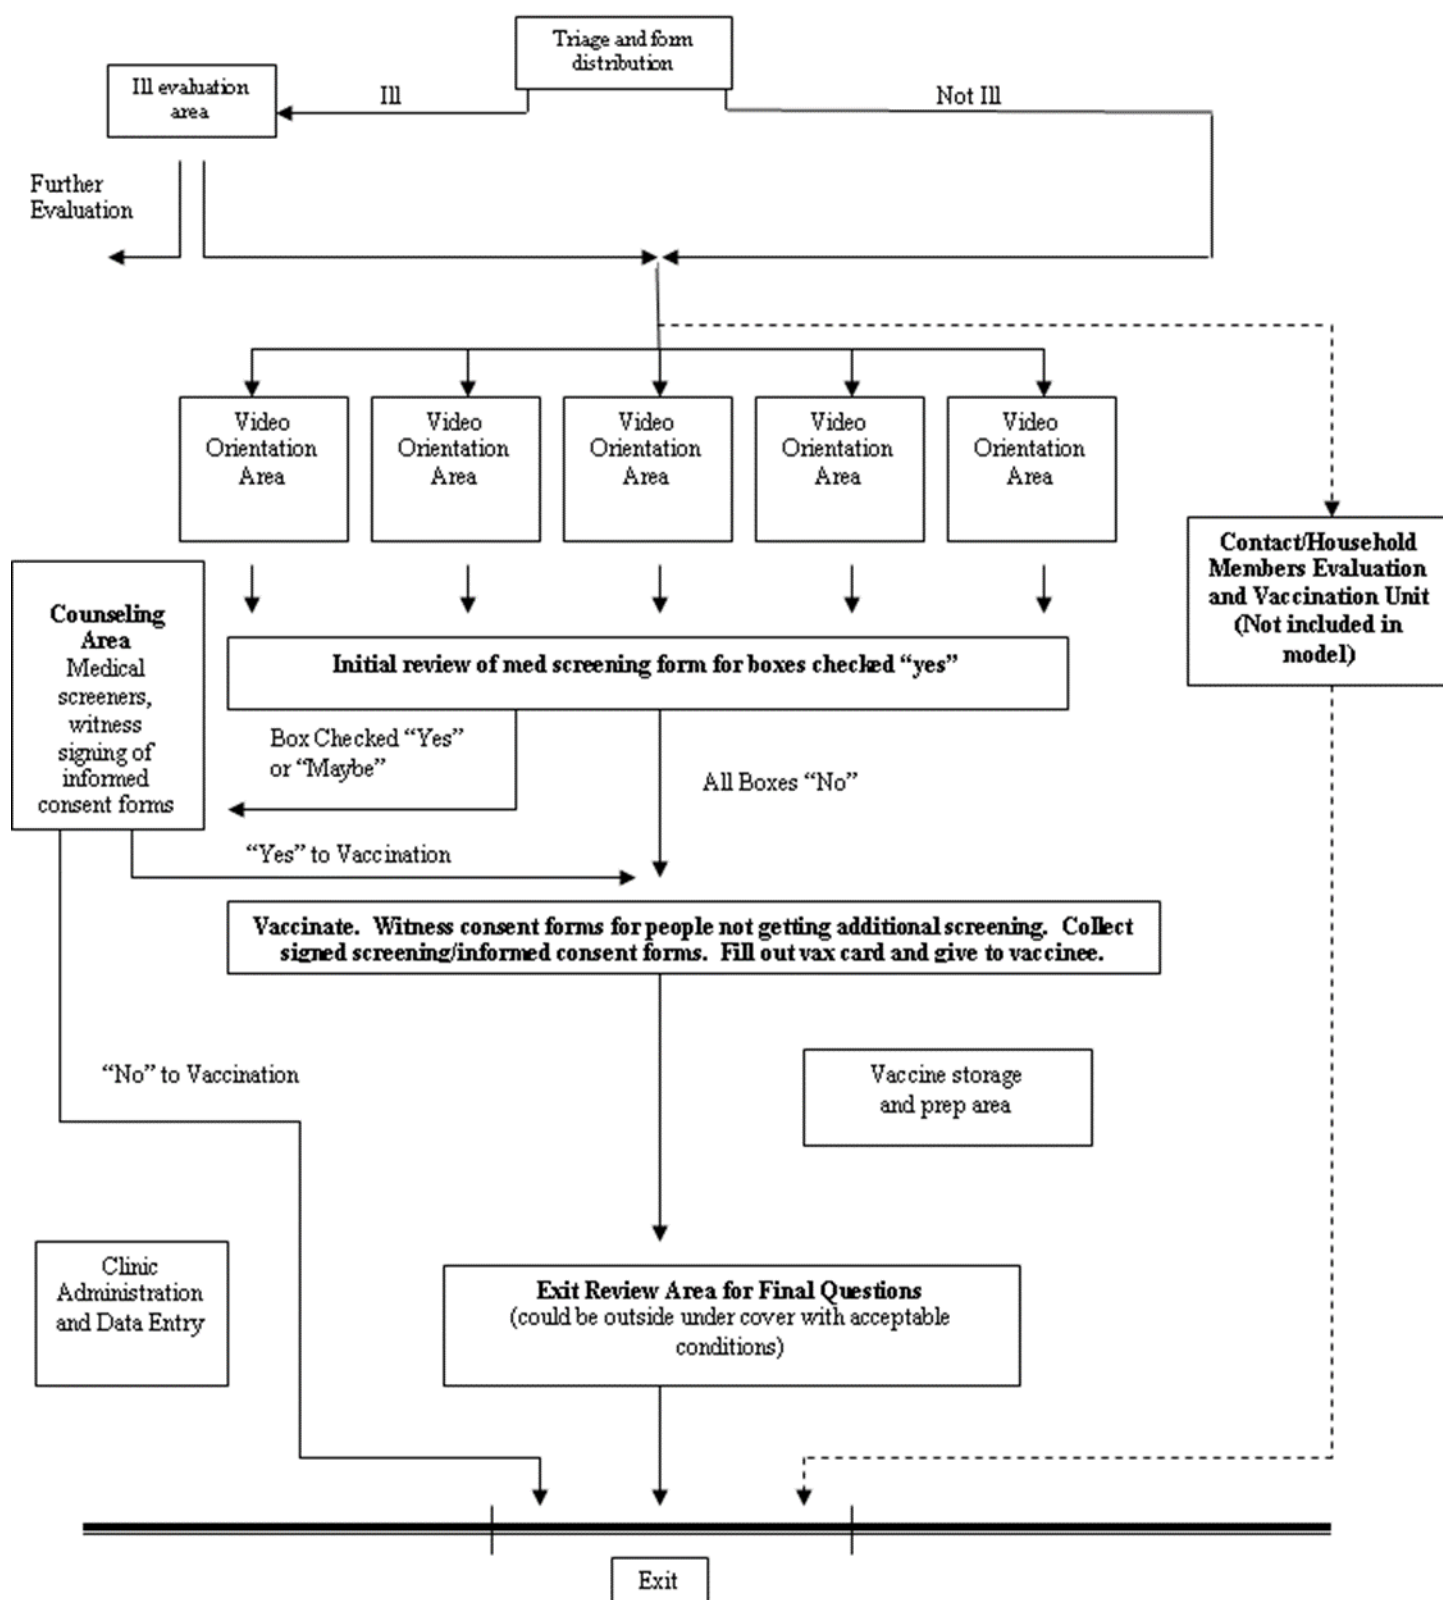 Triage and form
distribution
Ill evaluation
area
Ill
Not Ill
Further
Evaluation
Video
Orientation
Area
Video
Orientation
Area
Video
Orientation
Area
Video
Orientation
Area
Video
Orientation
Area
Contact/Household
Members Evaluation
and Vaccination Unit
(Not included in
model)
Counseling
Area
Medical
screeners,
witness
signing of
informed
consent forms
Initial review of med screening form for boxes checked “yes”
Box Checked “Yes”
or “Maybe”
All Boxes “No”
“Yes” to Vaccination
Vaccinate. Witness consent forms for people not getting additional screening. Collect
signed screening/informed consent forms. Fill out vax card and give to vaccinee.
“No” to Vaccination
Vaccine storage
and prep area
Clinic
Administration
and Data Entry
Exit Review Area for Final Questions
(could be outside under cover with acceptable
conditions)
Exit